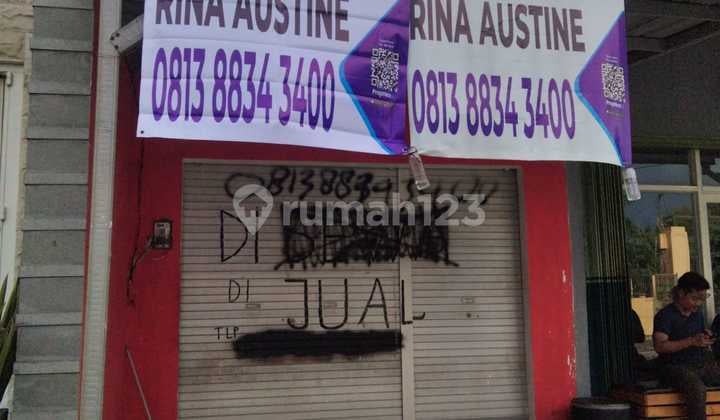 RINA AUSTINE
0813 8834 3400
RINA AUSTINE
0813 8834 3400
rumah123
DI
DI JUAL
TLP